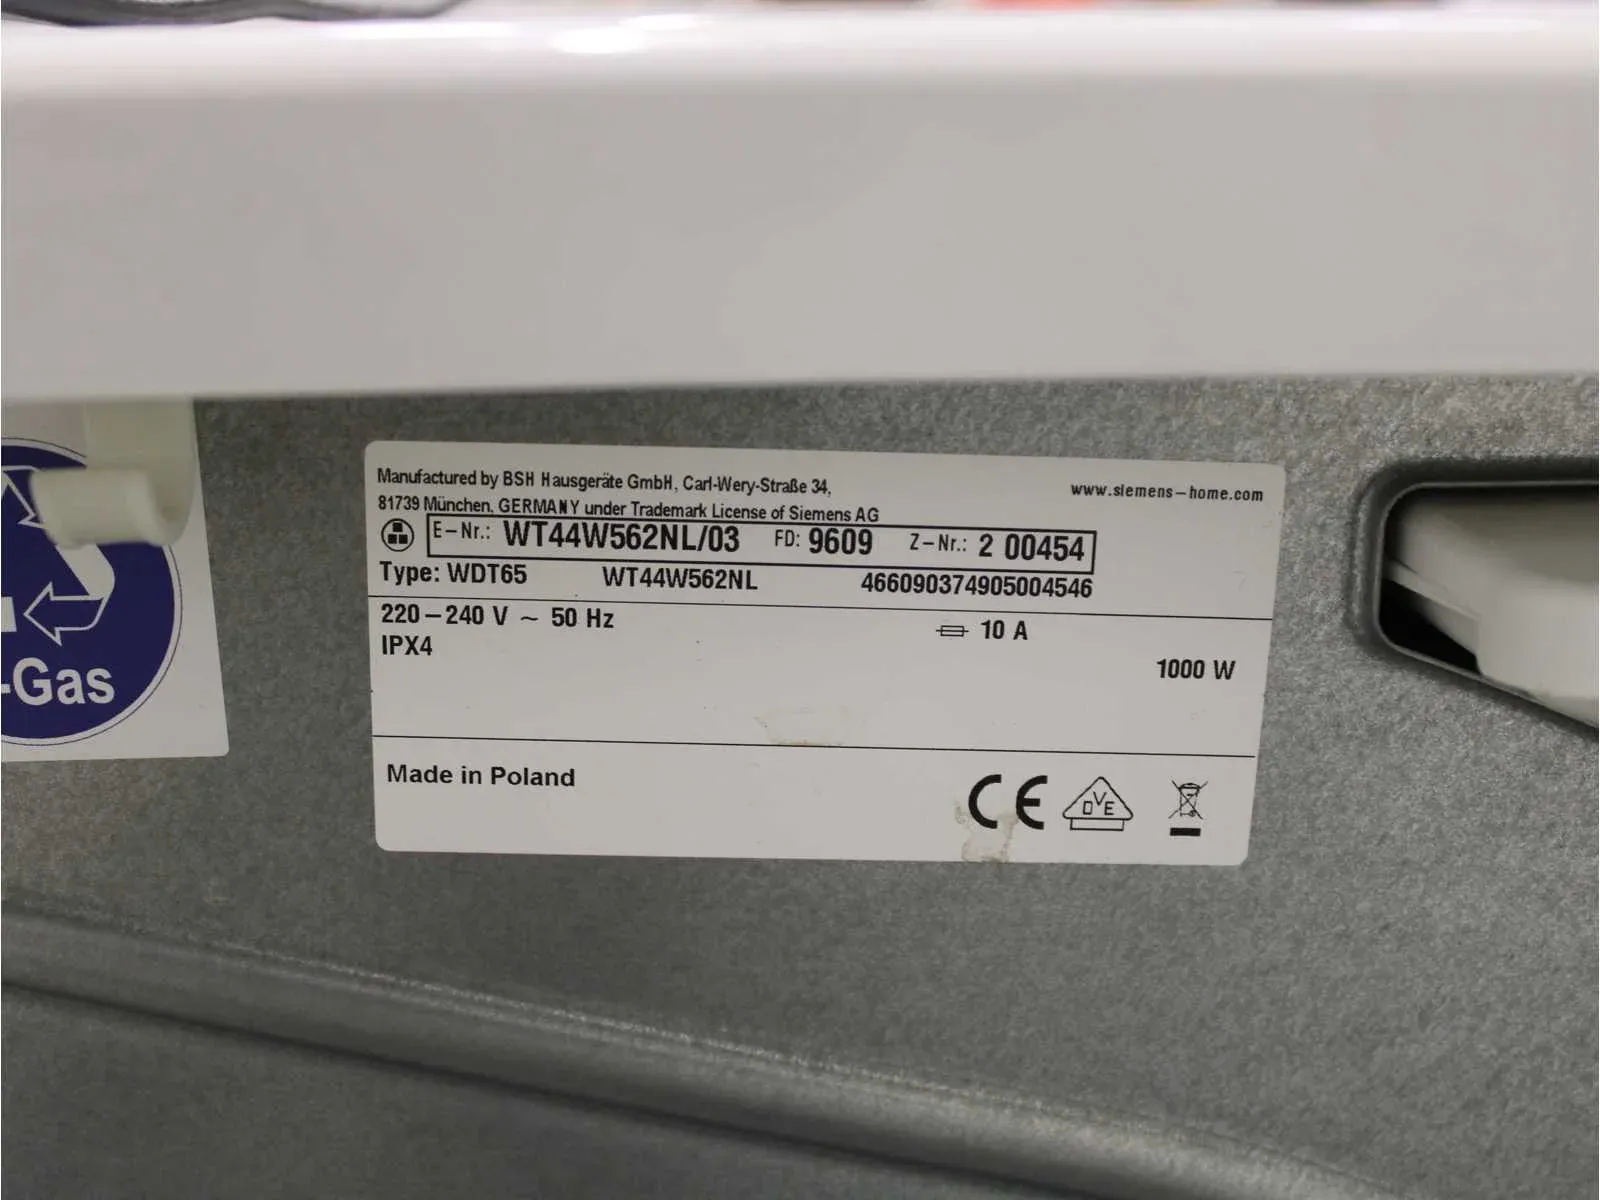 Manufactured by BSH Hausgeräte GmbH, Carl-Wery-Straße 34,
81739 München, GERMANY under Trademark License of Siemens AG
www.siemens-home.com
E-Nr.: WT44W562NL/03 FD: 9609 Z-Nr.: 2 00454
Type: WDT65 WT44W562NL 466090374905004546
220-240 V ~ 50 Hz 10 A
IPX4
1000 W
Made in Poland
CE
DVE
-Gas